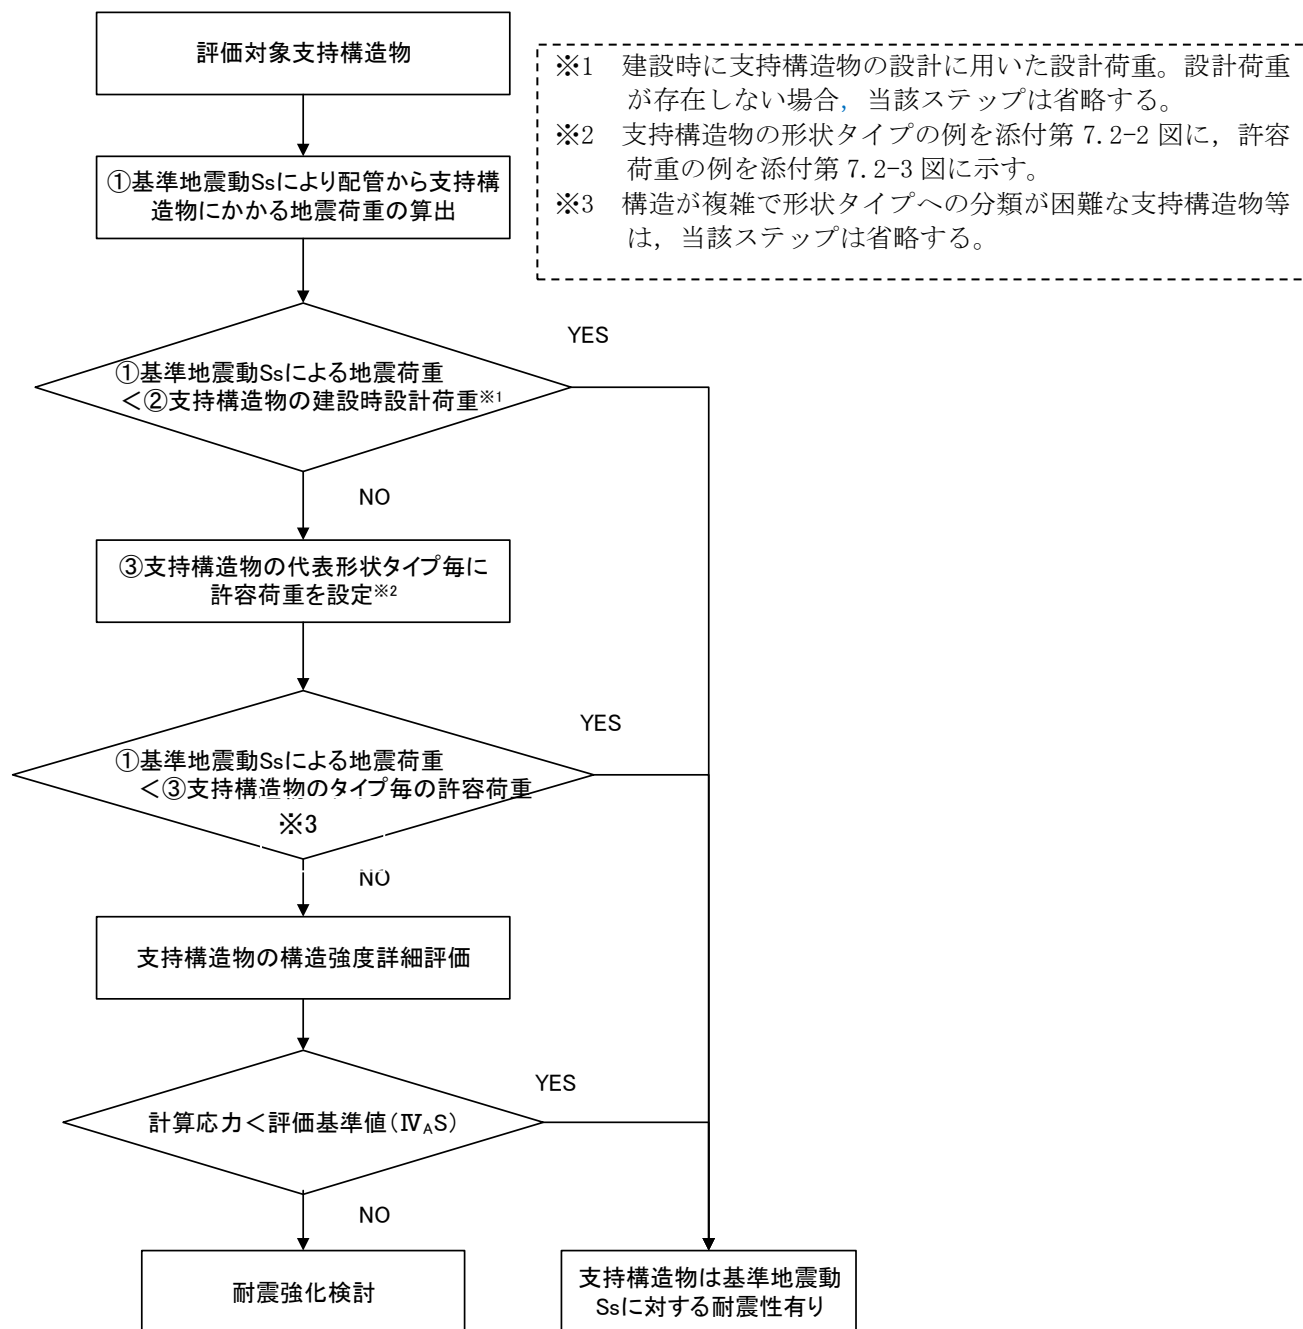 評価対象支持構造物
※1 建設時に支持構造物の設計に用いた設計荷重。設計荷重
が存在しない場合，当該ステップは省略する。
※2 支持構造物の形状タイプの例を添付第 7.2-2 図に，許容
荷重の例を添付第 7.2-3 図に示す。
※3 構造が複雑で形状タイプへの分類が困難な支持構造物等
は，当該ステップは省略する。
①基準地震動Ssにより配管から支持構
造物にかかる地震荷重の算出
YES
①基準地震動Ssによる地震荷重
＜②支持構造物の建設時設計荷重※1
NO
③支持構造物の代表形状タイプ毎に
許容荷重を設定※2
YES
①基準地震動Ssによる地震荷重
＜③支持構造物のタイプ毎の許容荷重
※3
NO
支持構造物の構造強度詳細評価
YES
計算応力＜評価基準値（ⅣAS）
NO
耐震強化検討
支持構造物は基準地震動
Ssに対する耐震性有り